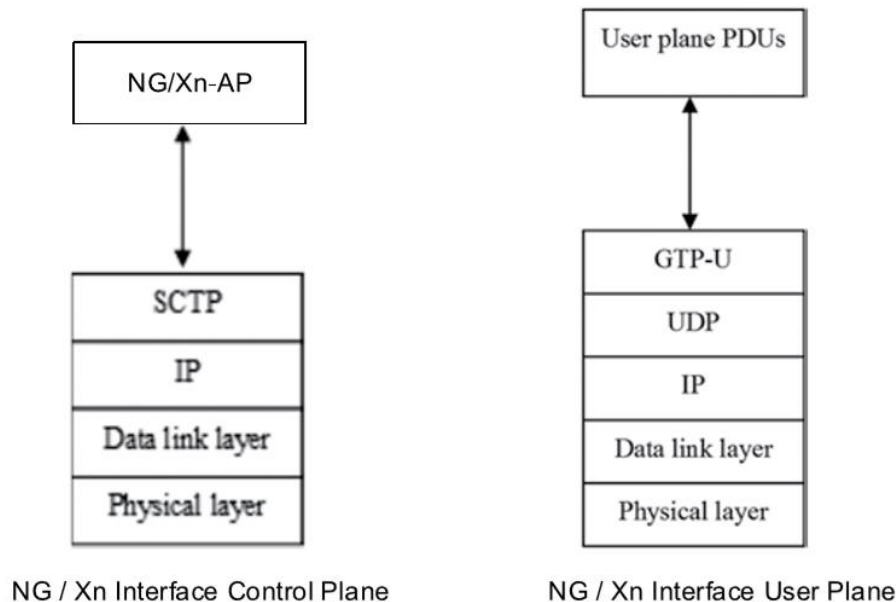 NG/Xn-AP
SCTP
IP
Data link layer
Physical layer
NG / Xn Interface Control Plane
User plane PDUs
GTP-U
UDP
IP
Data link layer
Physical layer
NG / Xn Interface User Plane